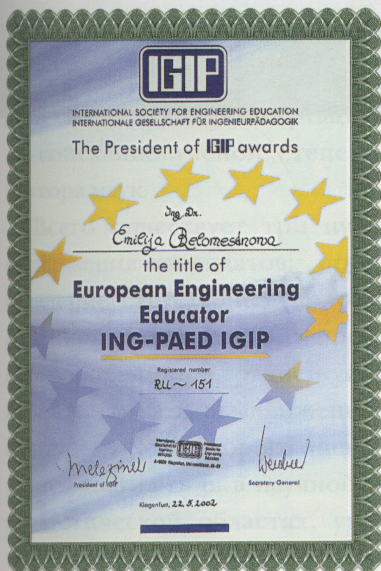 IGIP
INTERNATIONAL SOCIETY FOR ENGINEERING EDUCATION
INTERNATIONALE GESELLSCHAFT FÜR INGENIEURPÄDAGOGIK
The President of IGIP awards
Ing. Dr.
Emilija Belomesánowa
the title of
European Engineering
Educator
ING-PAED IGIP
Registered number
RU ~ 151
IGIP
President of IGIP
Secretary General
Klagenfurt, 22.5.2002